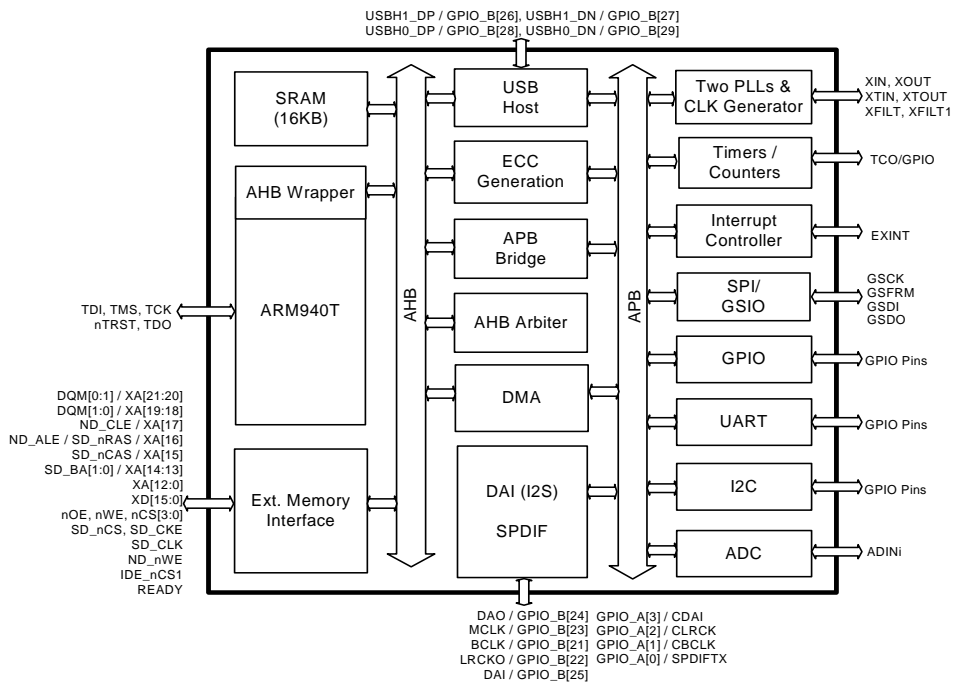 USBH1_DP / GPIO_B[26], USBH1_DN / GPIO_B[27]
USBH0_DP / GPIO_B[28], USBH0_DN / GPIO_B[29]
SRAM
(16KB)
AHB Wrapper
ARM940T
Ext. Memory
Interface
AHB
USB
Host
ECC
Generation
APB
Bridge
AHB Arbiter
DMA
DAI (I2S)
SPDIF
APB
Two PLLs &
CLK Generator
Timers /
Counters
Interrupt
Controller
SPI/
GSIO
GPIO
UART
I2C
ADC
XIN, XOUT
XTIN, XTOUT
XFILT, XFILT1
TCO/GPIO
EXINT
GSCK
GSFRM
GSDI
GSDO
GPIO Pins
GPIO Pins
GPIO Pins
ADINi
TDI, TMS, TCK
nTRST, TDO
DQM[0:1] / XA[21:20]
DQM[1:0] / XA[19:18]
ND_CLE / XA[17]
ND_ALE / SD_nRAS / XA[16]
SD_nCAS / XA[15]
SD_BA[1:0] / XA[14:13]
XA[12:0]
XD[15:0]
nOE, nWE, nCS[3:0]
SD_nCS, SD_CKE
SD_CLK
ND_nWE
IDE_nCS1
READY
DAO / GPIO_B[24]
MCLK / GPIO_B[23]
BCLK / GPIO_B[21]
LRCKO / GPIO_B[22]
DAI / GPIO_B[25]
GPIO_A[3] / CDAI
GPIO_A[2] / CLRCK
GPIO_A[1] / CBCLK
GPIO_A[0] / SPDIFTX